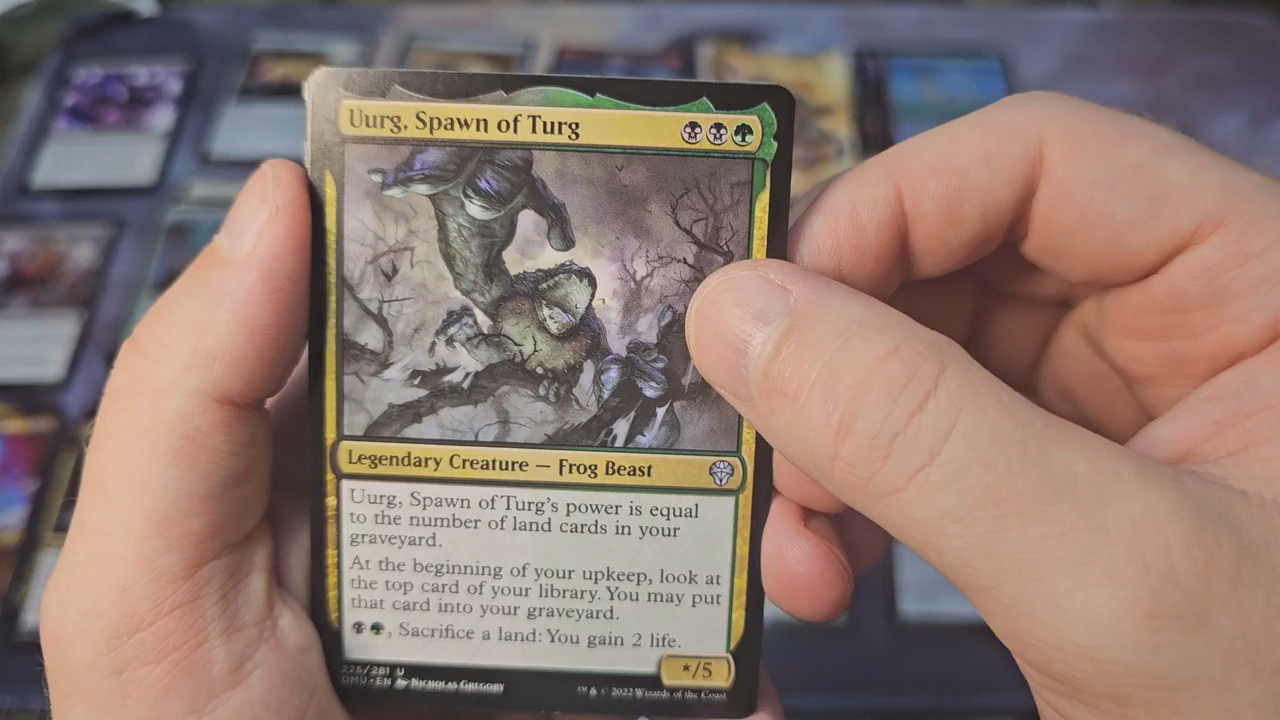 Uurg, Spawn of Turg
Legendary Creature — Frog Beast
Uurg, Spawn of Turg's power is equal
to the number of land cards in your
graveyard.
At the beginning of your upkeep, look at
the top card of your library. You may put
that card into your graveyard.
, Sacrifice a land: You gain 2 life.
*/5
225/281 U
DMU • EN Nicholas Gregory
™ & © 2022 Wizards of the Coast